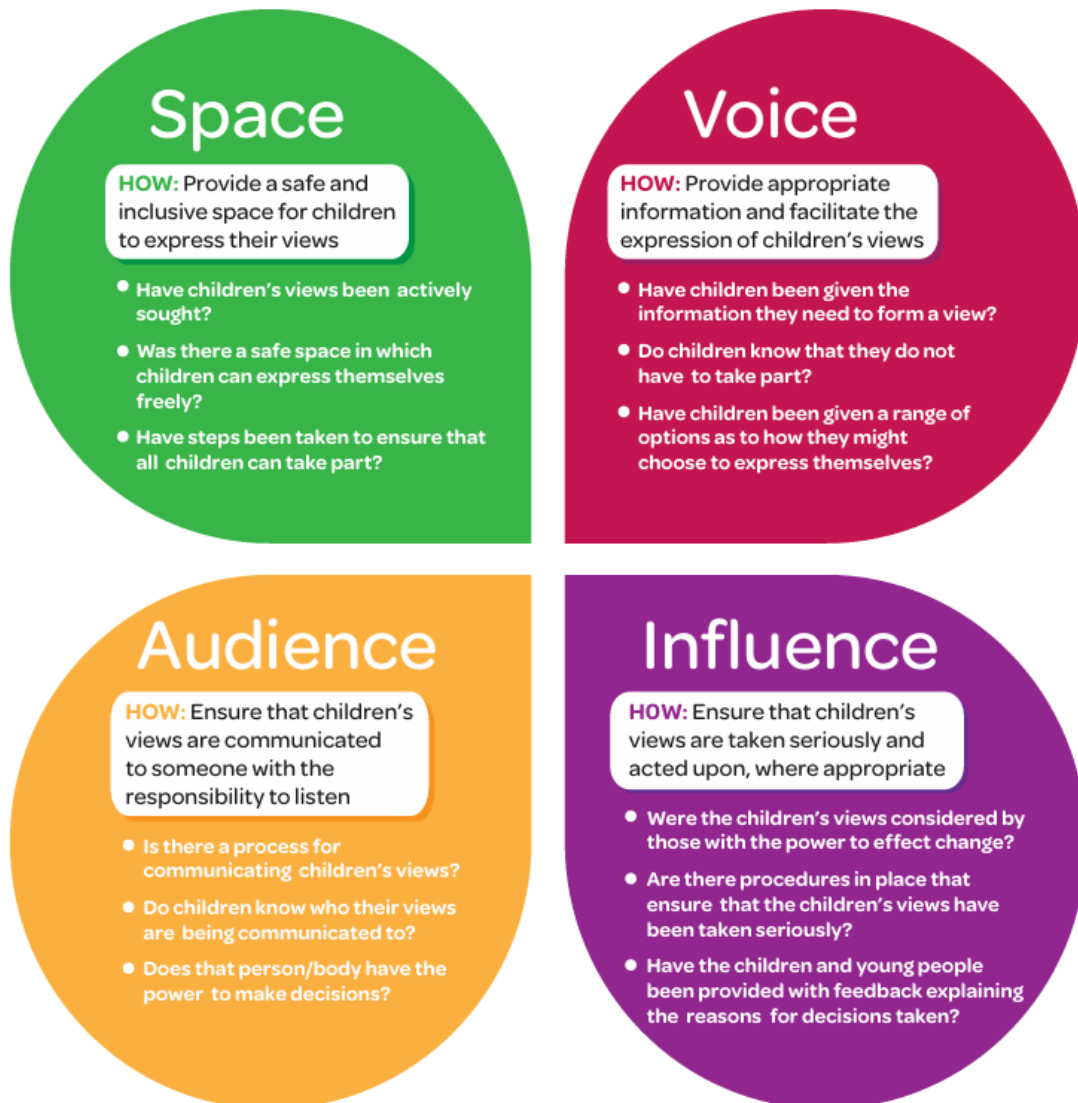 Space
HOW: Provide a safe and
inclusive space for children
to express their views
● Have children’s views been actively
sought?
● Was there a safe space in which
children can express themselves
freely?
● Have steps been taken to ensure that
all children can take part?
Voice
HOW: Provide appropriate
information and facilitate the
expression of children’s views
● Have children been given the
information they need to form a view?
● Do children know that they do not
have to take part?
● Have children been given a range of
options as to how they might
choose to express themselves?
Audience
HOW: Ensure that children’s
views are communicated
to someone with the
responsibility to listen
● Is there a process for
communicating children’s views?
● Do children know who their views
are being communicated to?
● Does that person/body have the
power to make decisions?
Influence
HOW: Ensure that children’s
views are taken seriously and
acted upon, where appropriate
● Were the children’s views considered by
those with the power to effect change?
● Are there procedures in place that
ensure that the children’s views have
been taken seriously?
● Have the children and young people
been provided with feedback explaining
the reasons for decisions taken?